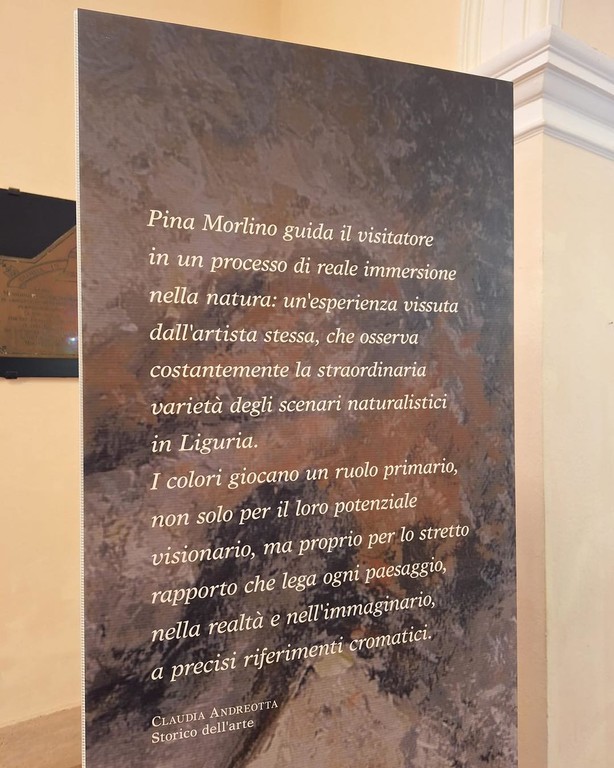 Pina Morlino guida il visitatore
in un processo di reale immersione
nella natura: un'esperienza vissuta
dall'artista stessa, che osserva
costantemente la straordinaria
varietà degli scenari naturalistici
in Liguria.
I colori giocano un ruolo primario,
non solo per il loro potenziale
visionario, ma proprio per lo stretto
rapporto che lega ogni paesaggio,
nella realtà e nell'immaginario,
a precisi riferimenti cromatici.
CLAUDIA ANDREOTTA
Storico dell'arte